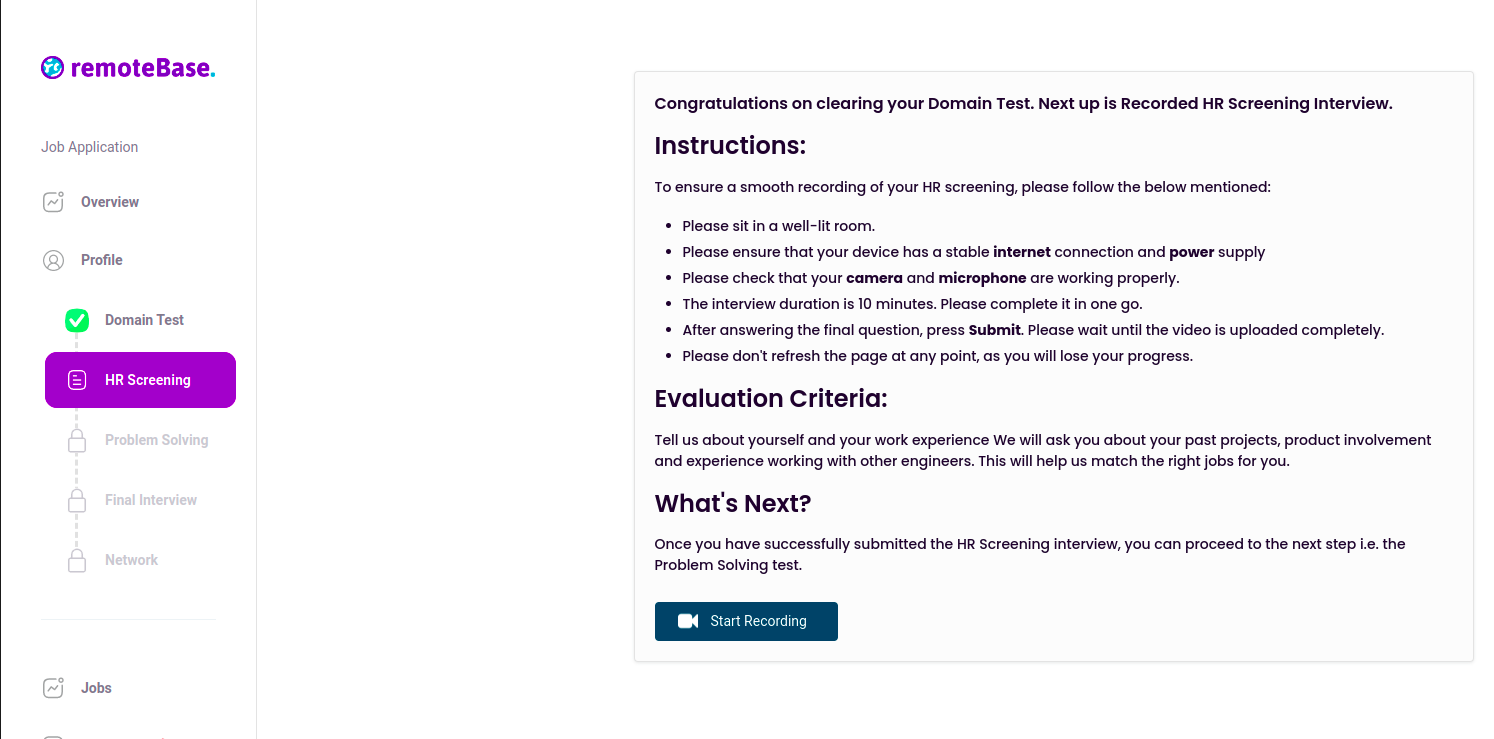 remoteBase.
Job Application
Overview
Profile
Domain Test
HR Screening
Problem Solving
Final Interview
Network
Jobs
Congratulations on clearing your Domain Test. Next up is Recorded HR Screening Interview.
Instructions:
To ensure a smooth recording of your HR screening, please follow the below mentioned:
• Please sit in a well-lit room.
• Please ensure that your device has a stable internet connection and power supply
• Please check that your camera and microphone are working properly.
• The interview duration is 10 minutes. Please complete it in one go.
• After answering the final question, press Submit. Please wait until the video is uploaded completely.
• Please don't refresh the page at any point, as you will lose your progress.
Evaluation Criteria:
Tell us about yourself and your work experience We will ask you about your past projects, product involvement
and experience working with other engineers. This will help us match the right jobs for you.
What's Next?
Once you have successfully submitted the HR Screening interview, you can proceed to the next step i.e. the
Problem Solving test.
Start Recording